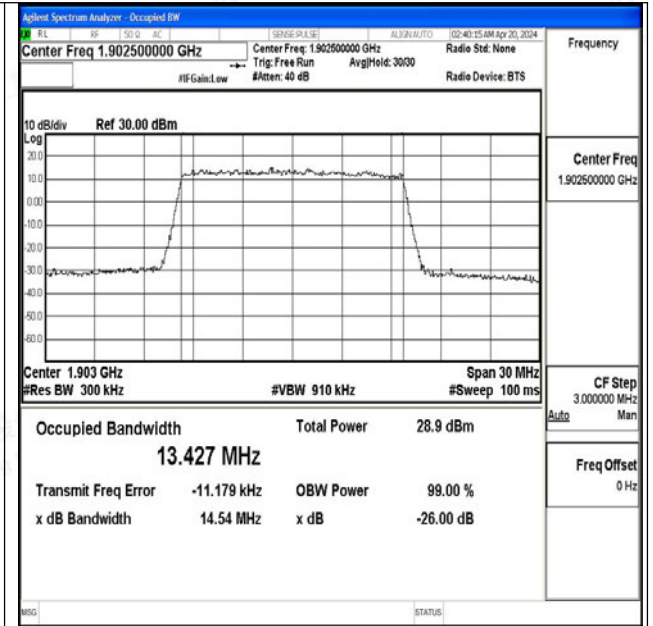 Agilent Spectrum Analyzer - Occupied BW
RL RF 50 Ω AC SENSE:PULSE ALIGN AUTO 02:40:15 AM Apr 20, 2024
Center Freq 1.902500000 GHz Center Freq: 1.902500000 GHz Radio Std: None Frequency
Trig: Free Run Avg|Hold: 30/30
#IFGain:Low #Atten: 40 dB Radio Device: BTS
10 dB/div Ref 30.00 dBm
Log
20.0
10.0
0.00
-10.0
-20.0
-30.0
-40.0
-50.0
-60.0
Center Freq
1.902500000 GHz
Center 1.903 GHz Span 30 MHz
#Res BW 300 kHz #VBW 910 kHz #Sweep 100 ms
CF Step
3.000000 MHz
Auto Man
Freq Offset
0 Hz
Occupied Bandwidth Total Power 28.9 dBm
13.427 MHz
Transmit Freq Error -11.179 kHz OBW Power 99.00 %
x dB Bandwidth 14.54 MHz x dB -26.00 dB
MSG STATUS